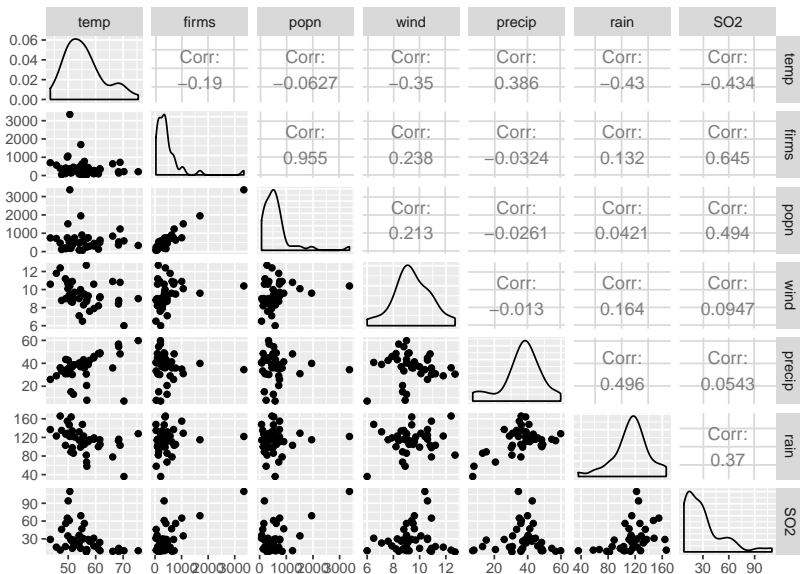 temp firms popn wind precip rain SO2
0.06
0.04
0.02
0.00
Corr: Corr: Corr: Corr: Corr: Corr:
−0.19 −0.0627 −0.35 0.386 −0.43 −0.434
temp
3000
2000
1000
0
Corr: Corr: Corr: Corr: Corr:
0.955 0.238 −0.0324 0.132 0.645
firms
3000
2000
1000
0
Corr: Corr: Corr: Corr:
0.213 −0.0261 0.0421 0.494
popn
12
10
8
6
Corr: Corr: Corr:
−0.013 0.164 0.0947
wind
60
40
20
Corr: Corr:
0.496 0.0543
precip
160
120
80
40
Corr:
0.37
rain
90
60
30
SO2
50 60 70 0 1000 2000 3000 0 1000 2000 3000 6 8 10 12 20 40 60 40 80 120 160 30 60 90